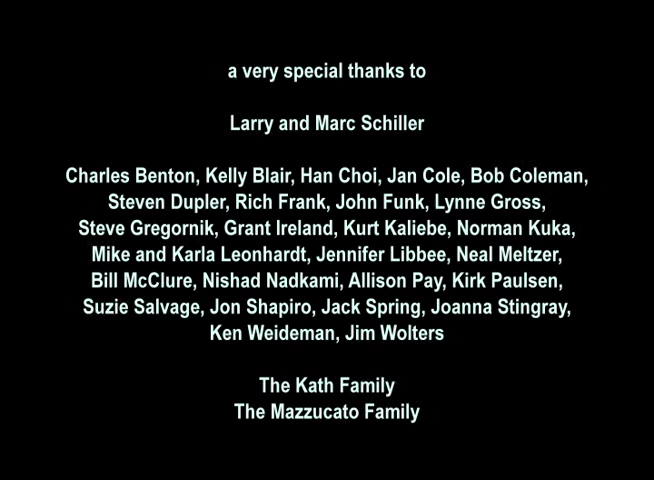 a very special thanks to
Larry and Marc Schiller
Charles Benton, Kelly Blair, Han Choi, Jan Cole, Bob Coleman,
Steven Dupler, Rich Frank, John Funk, Lynne Gross,
Steve Gregornik, Grant Ireland, Kurt Kaliebe, Norman Kuka,
Mike and Karla Leonhardt, Jennifer Libbee, Neal Meltzer,
Bill McClure, Nishad Nadkami, Allison Pay, Kirk Paulsen,
Suzie Salvage, Jon Shapiro, Jack Spring, Joanna Stingray,
Ken Weideman, Jim Wolters
The Kath Family
The Mazzucato Family